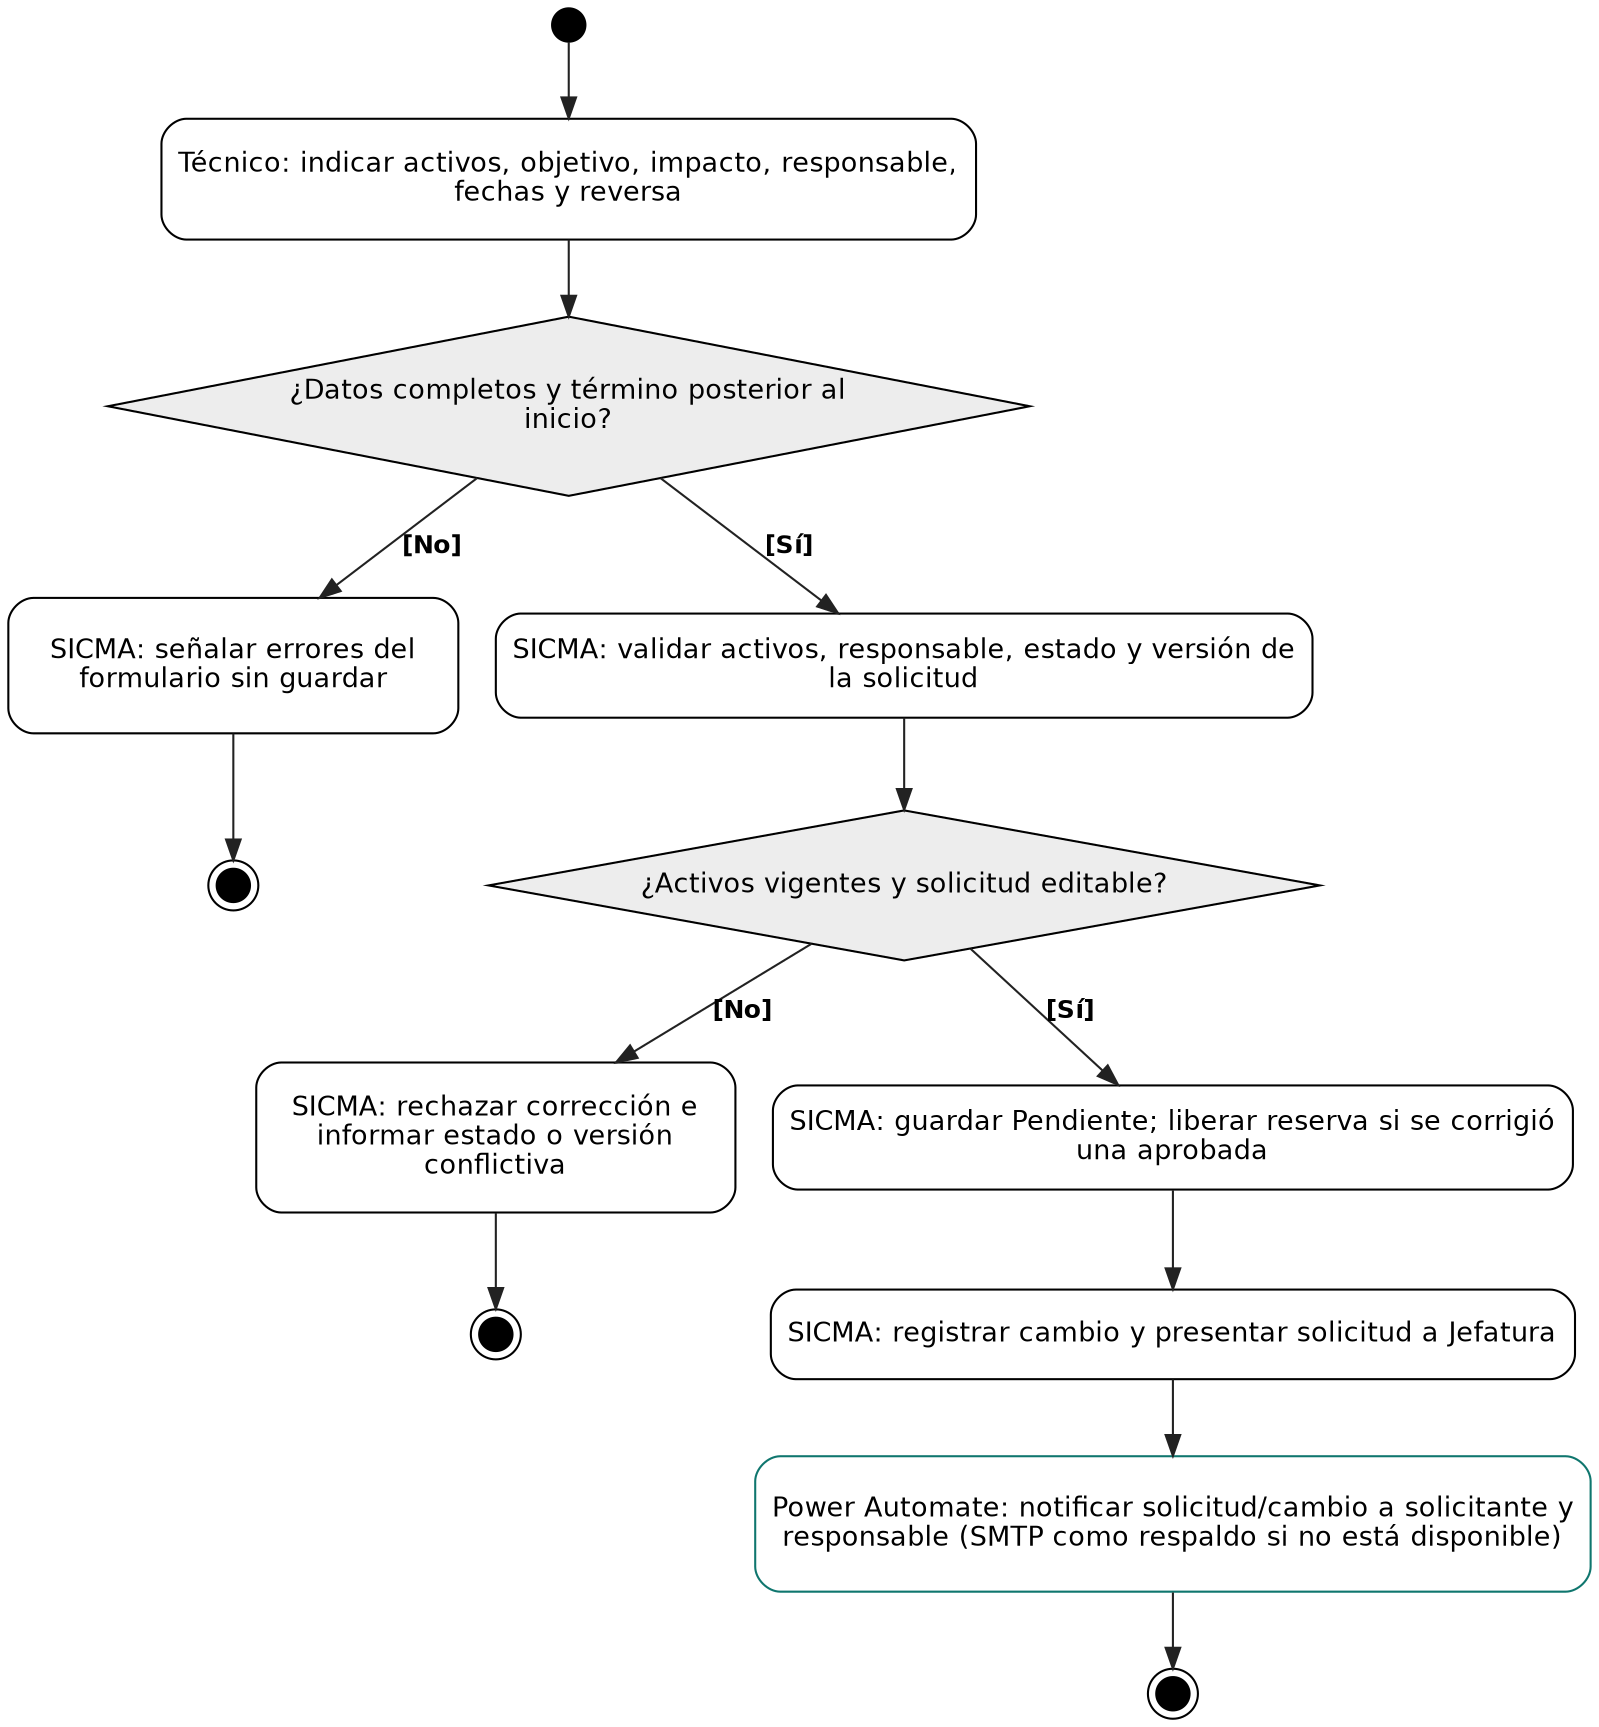 Técnico: indicar activos, objetivo, impacto, responsable,
fechas y reversa
¿Datos completos y término posterior al
inicio?
[No]
[Sí]
SICMA: señalar errores del
formulario sin guardar
SICMA: validar activos, responsable, estado y versión de
la solicitud
¿Activos vigentes y solicitud editable?
[No]
[Sí]
SICMA: rechazar corrección e
informar estado o versión
conflictiva
SICMA: guardar Pendiente; liberar reserva si se corrigió
una aprobada
SICMA: registrar cambio y presentar solicitud a Jefatura
Power Automate: notificar solicitud/cambio a solicitante y
responsable (SMTP como respaldo si no está disponible)